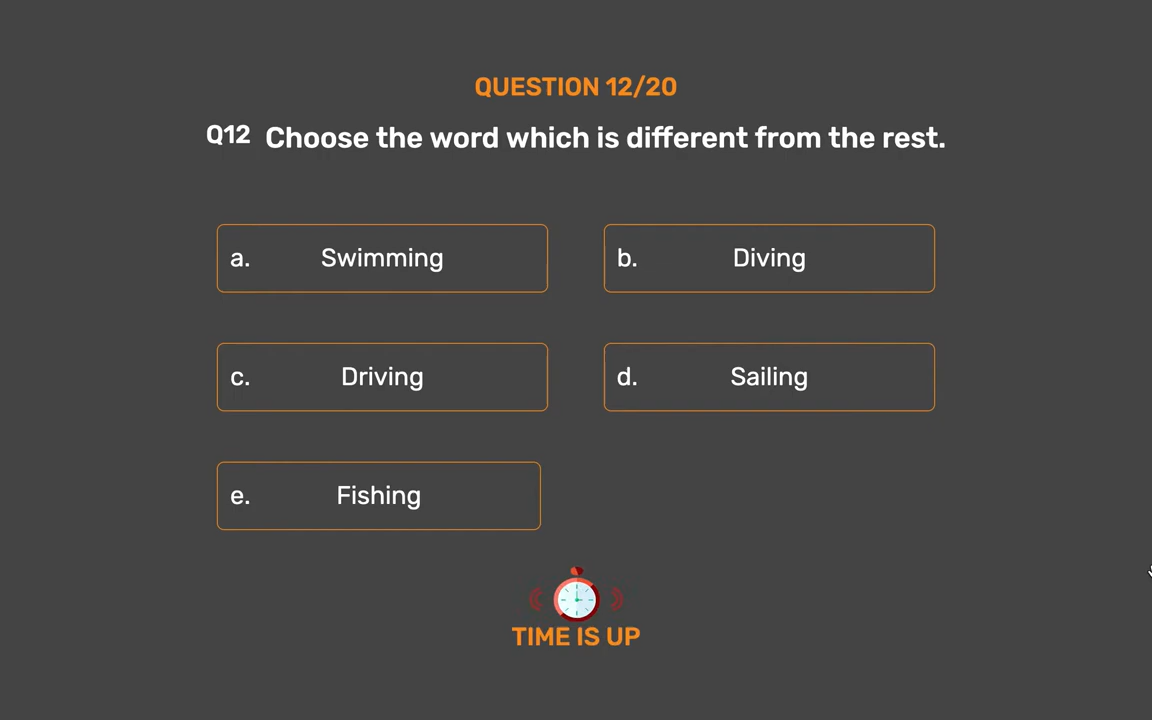 QUESTION 12/20
Q12 Choose the word which is different from the rest.
a. Swimming
b. Diving
c. Driving
d. Sailing
e. Fishing
TIME IS UP